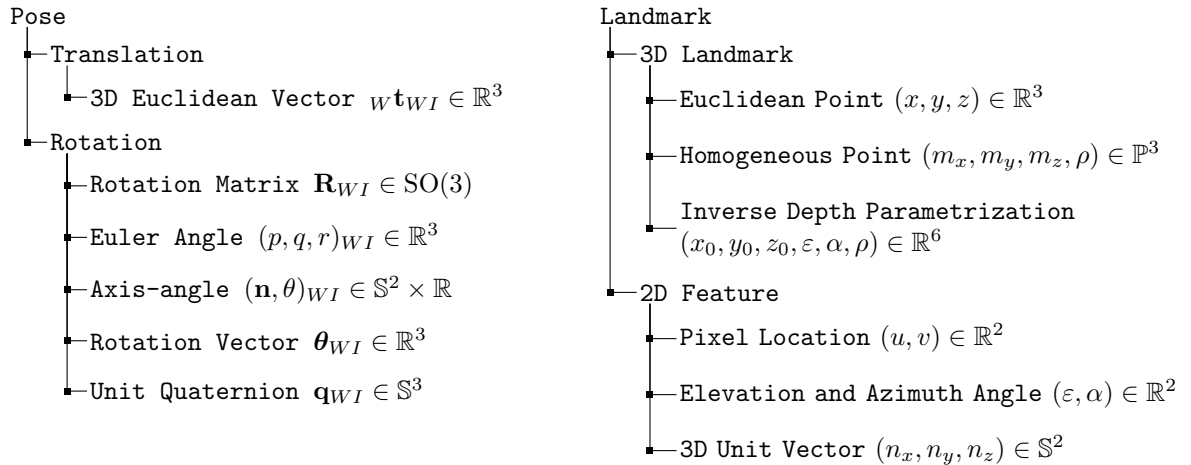 Pose
Translation
3D Euclidean Vector $_W\mathbf{t}_{WI} \in \mathbb{R}^3$
Rotation
Rotation Matrix $\mathbf{R}_{WI} \in \mathrm{SO}(3)$
Euler Angle $(p, q, r)_{WI} \in \mathbb{R}^3$
Axis-angle $(\mathbf{n}, \theta)_{WI} \in \mathbb{S}^2 \times \mathbb{R}$
Rotation Vector $\boldsymbol{\theta}_{WI} \in \mathbb{R}^3$
Unit Quaternion $\mathbf{q}_{WI} \in \mathbb{S}^3$
Landmark
3D Landmark
Euclidean Point $(x, y, z) \in \mathbb{R}^3$
Homogeneous Point $(m_x, m_y, m_z, \rho) \in \mathbb{P}^3$
Inverse Depth Parametrization
$(x_0, y_0, z_0, \varepsilon, \alpha, \rho) \in \mathbb{R}^6$
2D Feature
Pixel Location $(u, v) \in \mathbb{R}^2$
Elevation and Azimuth Angle $(\varepsilon, \alpha) \in \mathbb{R}^2$
3D Unit Vector $(n_x, n_y, n_z) \in \mathbb{S}^2$